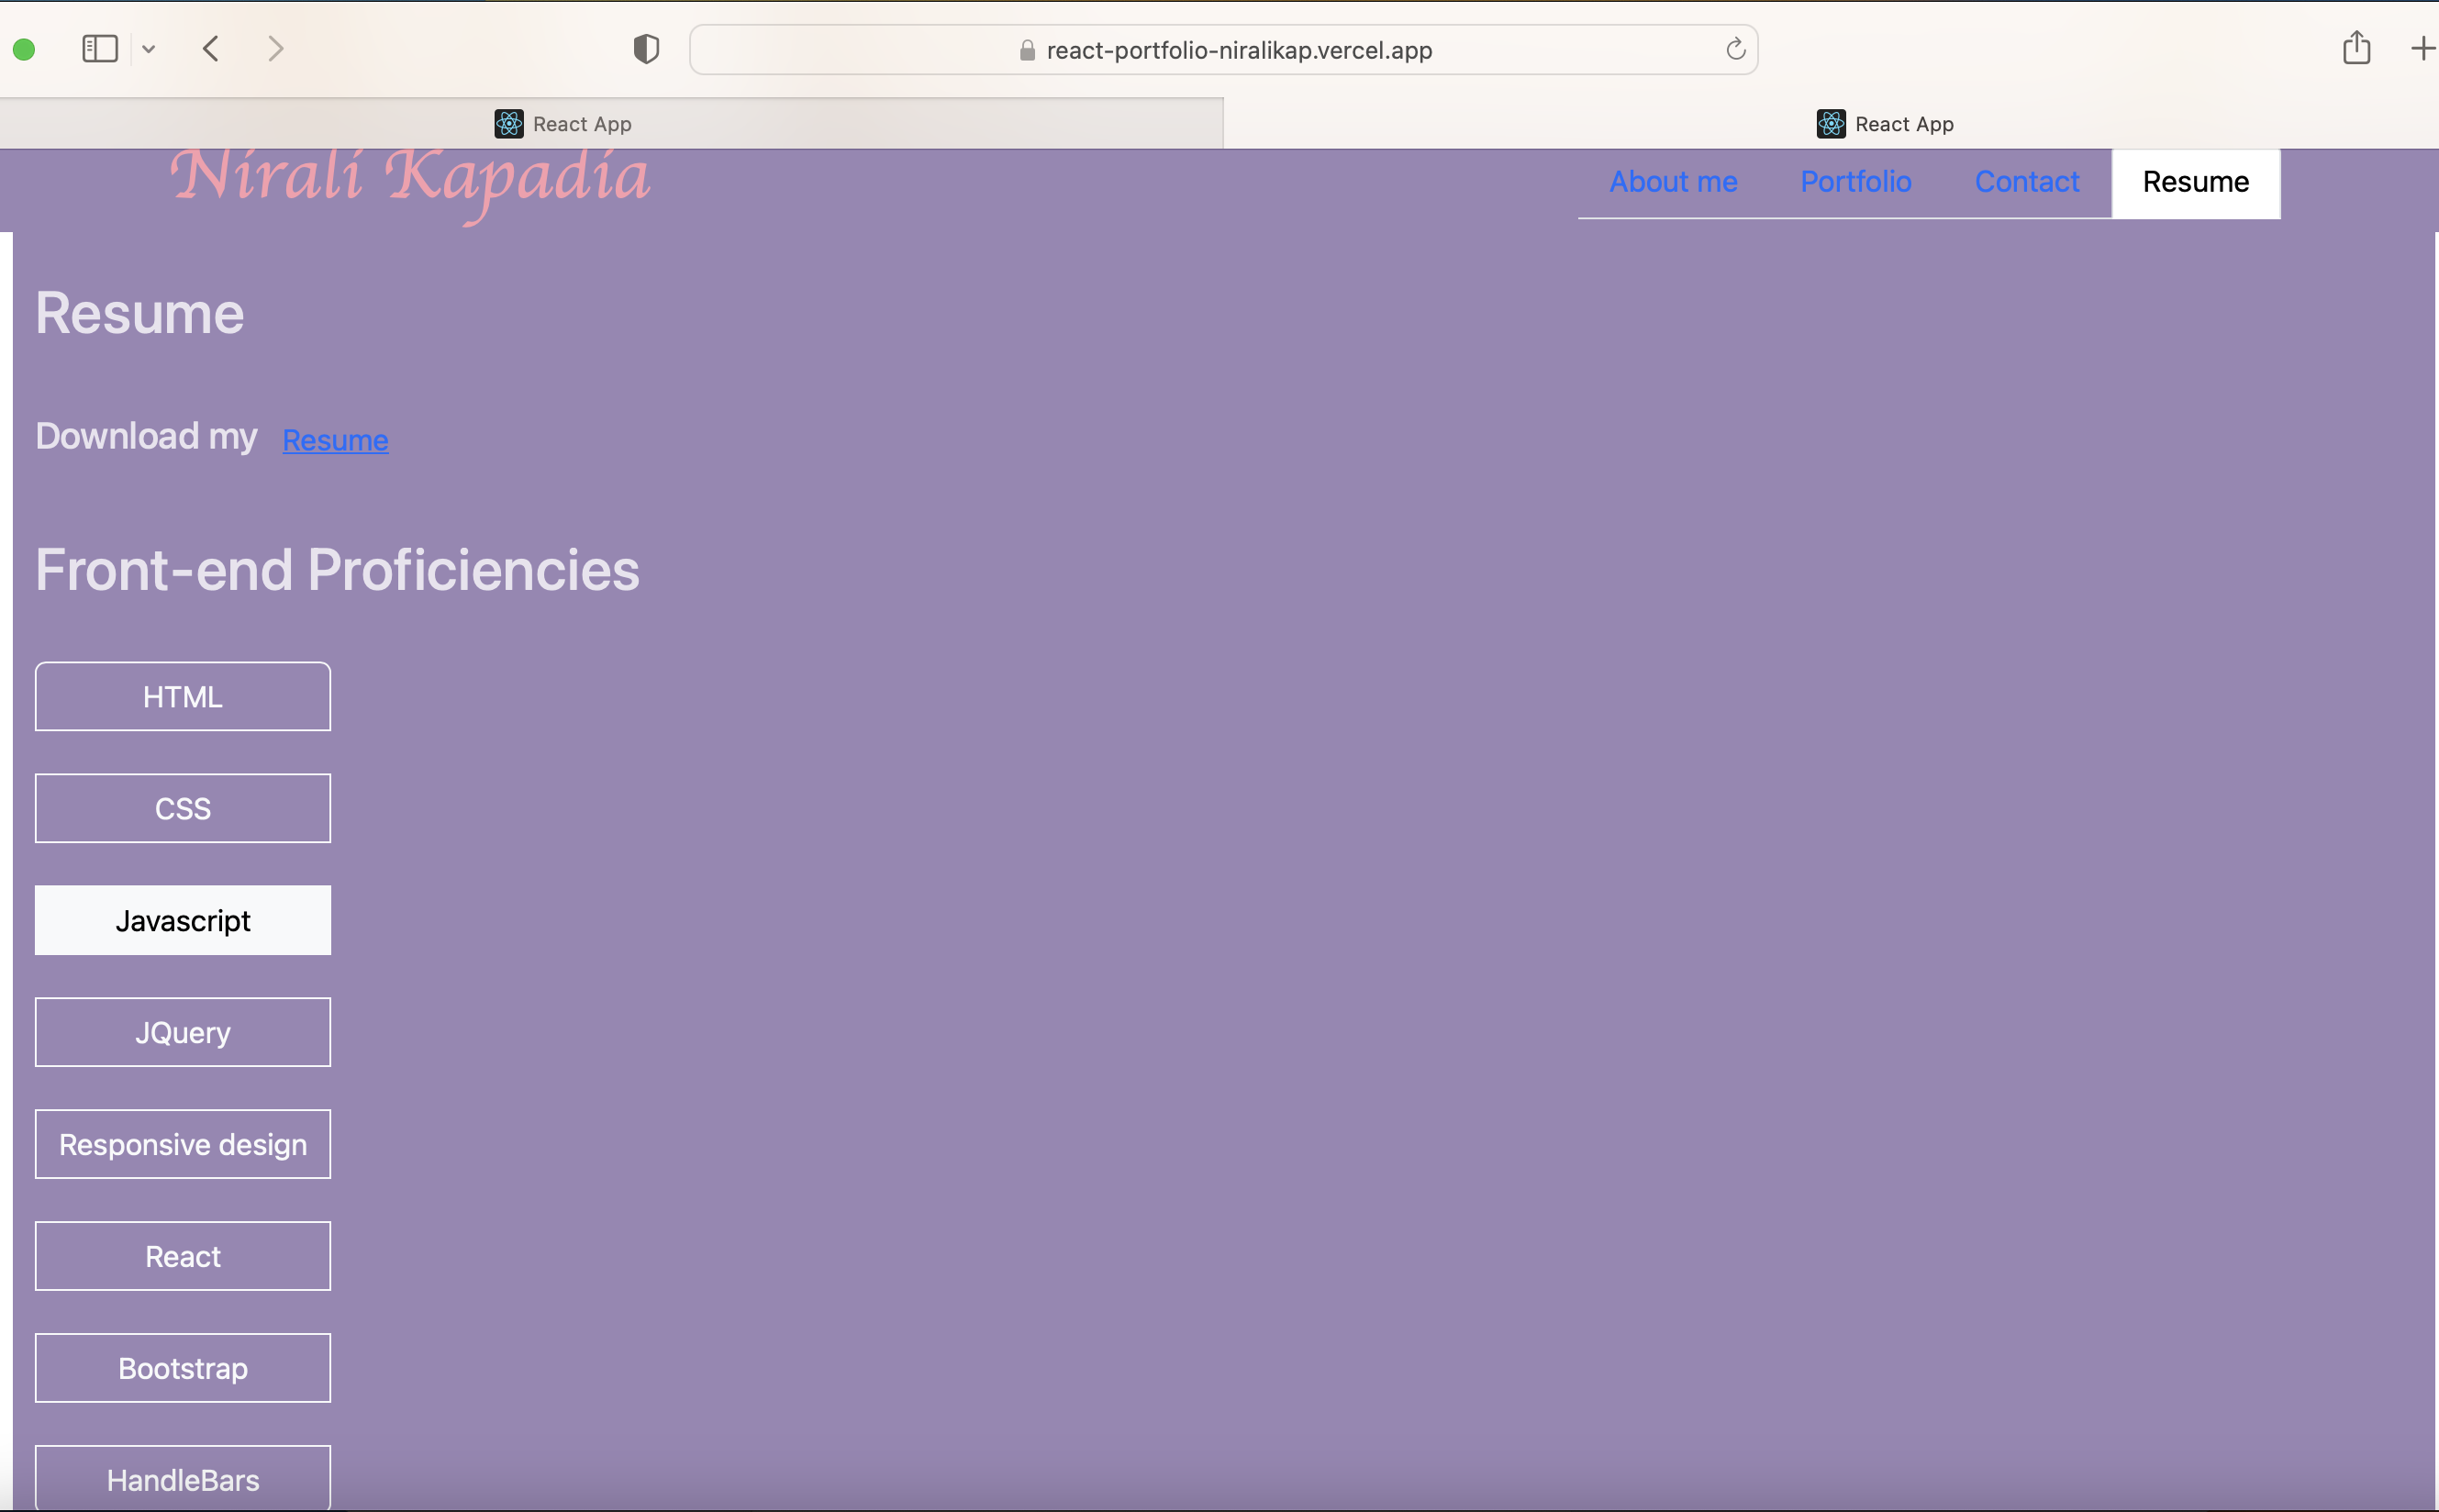 react-portfolio-niralikap.vercel.app
React App
React App
Nirali Kapadia
About me Portfolio Contact Resume
Resume
Download my Resume
Front-end Proficiencies
HTML
CSS
Javascript
JQuery
Responsive design
React
Bootstrap
HandleBars